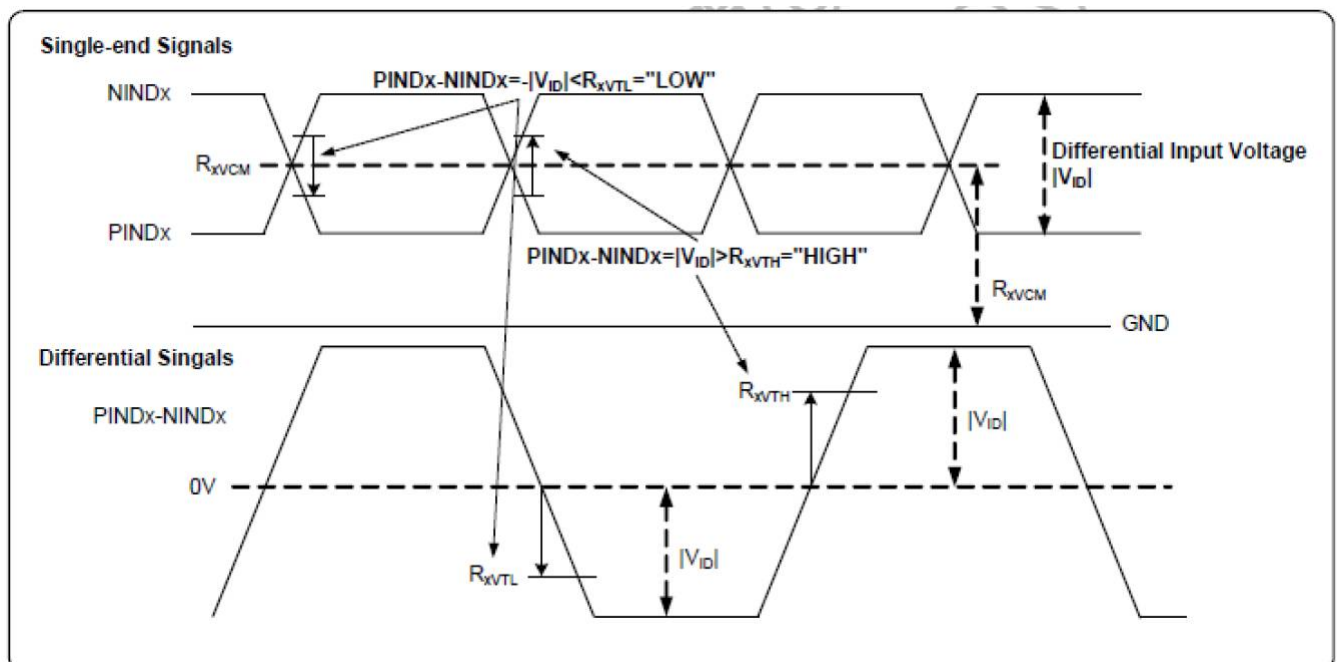 Single-end Signals
PINDx-NINDx=-|VID|<RxVTL="LOW"
NINDx
RxVCM
Differential Input Voltage
|VID|
PINDx
PINDx-NINDx=|VID|>RxVTH="HIGH"
RxVCM
GND
Differential Singals
RxVTH
PINDx-NINDx
|VID|
0V
|VID|
RxVTL